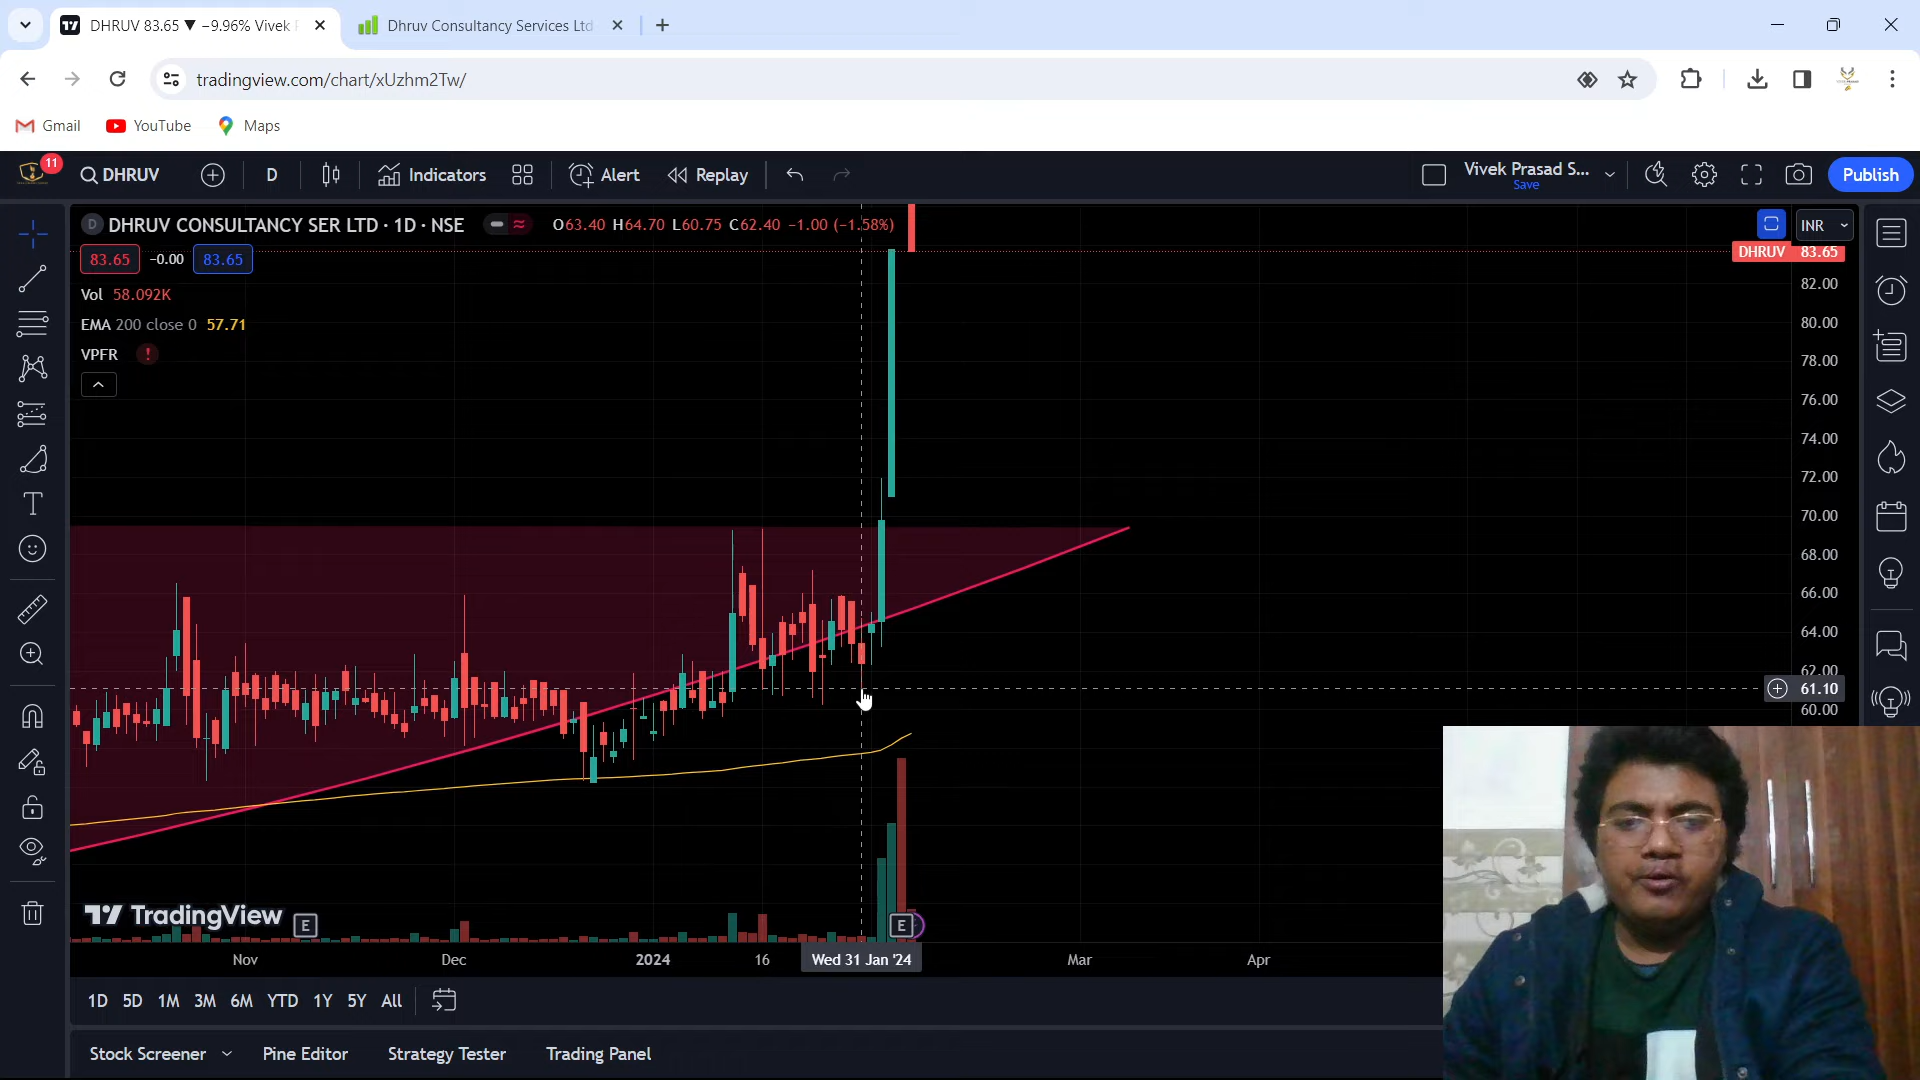 DHRUV 83.65 ▼ −9.96% Vivek
Dhruv Consultancy Services Ltd
tradingview.com/chart/xUzhm2Tw/
Gmail
YouTube
Maps
11
DHRUV
D
Indicators
Alert
Replay
Vivek Prasad S...
Save
Publish
D
DHRUV CONSULTANCY SER LTD · 1D · NSE
O63.40 H64.70 L60.75 C62.40 −1.00 (−1.58%)
INR
83.65
-0.00
83.65
DHRUV 83.65
Vol 58.092K
EMA 200 close 0 57.71
VPFR !
82.00
80.00
78.00
76.00
74.00
72.00
70.00
68.00
66.00
64.00
62.00
61.10
60.00
TradingView
E
E
Nov
Dec
2024
16
Wed 31 Jan '24
Mar
Apr
1D 5D 1M 3M 6M YTD 1Y 5Y All
Stock Screener
Pine Editor
Strategy Tester
Trading Panel